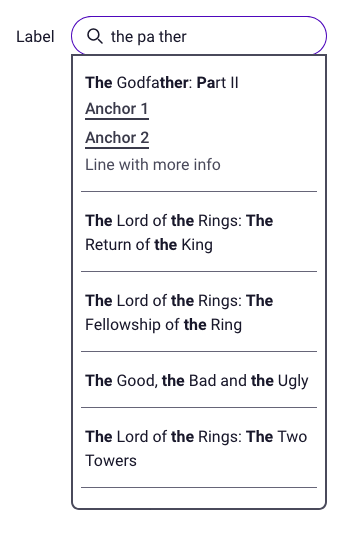 Label
the pa ther
The Godfather: Part II
Anchor 1
Anchor 2
Line with more info
The Lord of the Rings: The
Return of the King
The Lord of the Rings: The
Fellowship of the Ring
The Good, the Bad and the Ugly
The Lord of the Rings: The Two
Towers